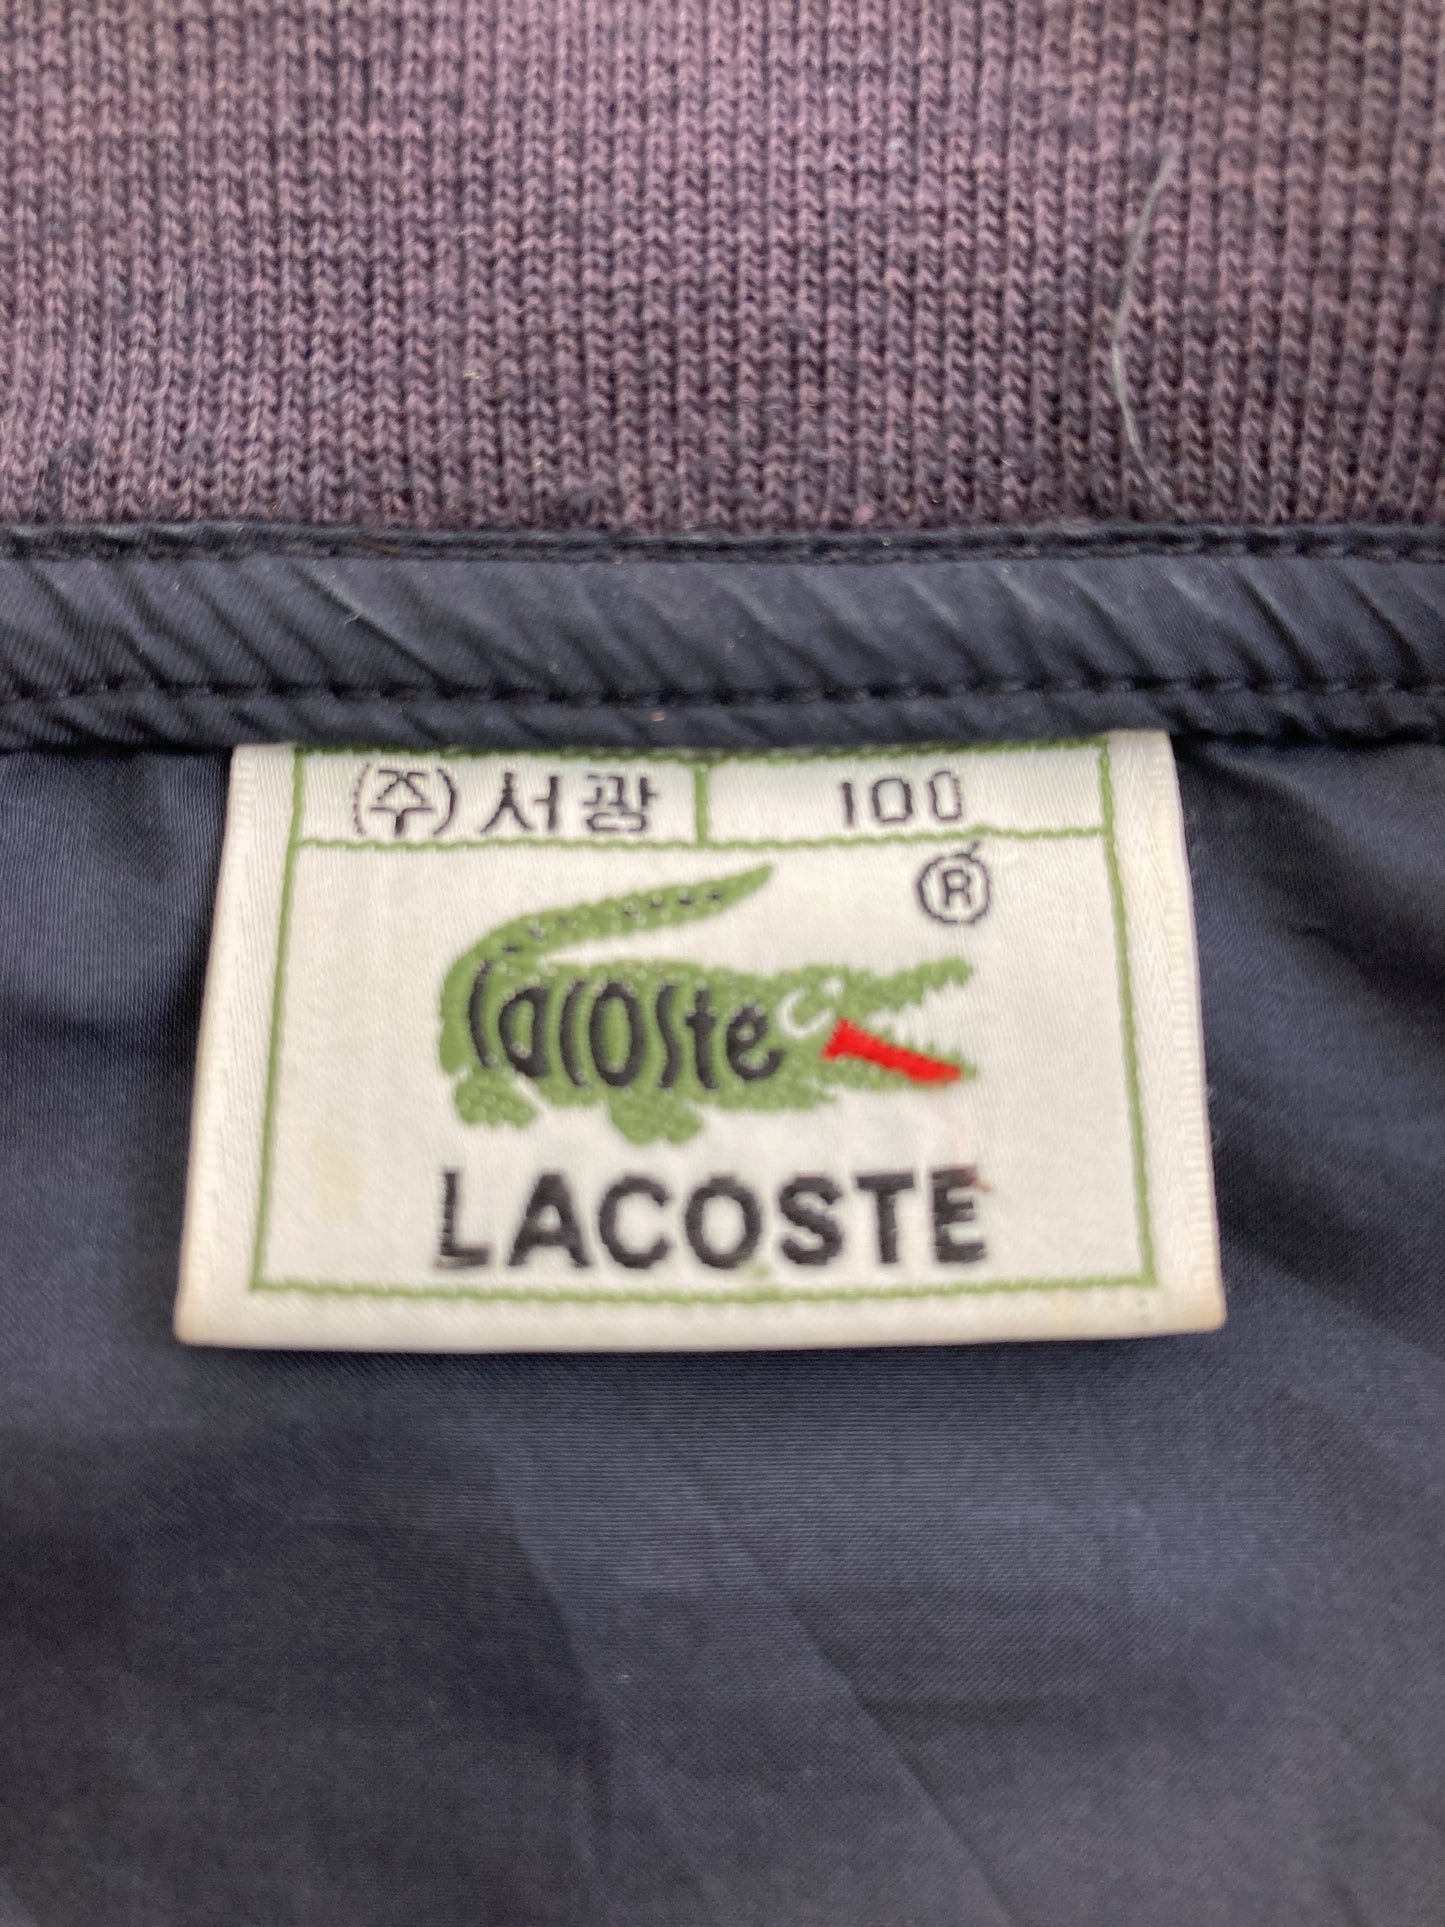 (주)서광 100
®
Lacoste
LACOSTE